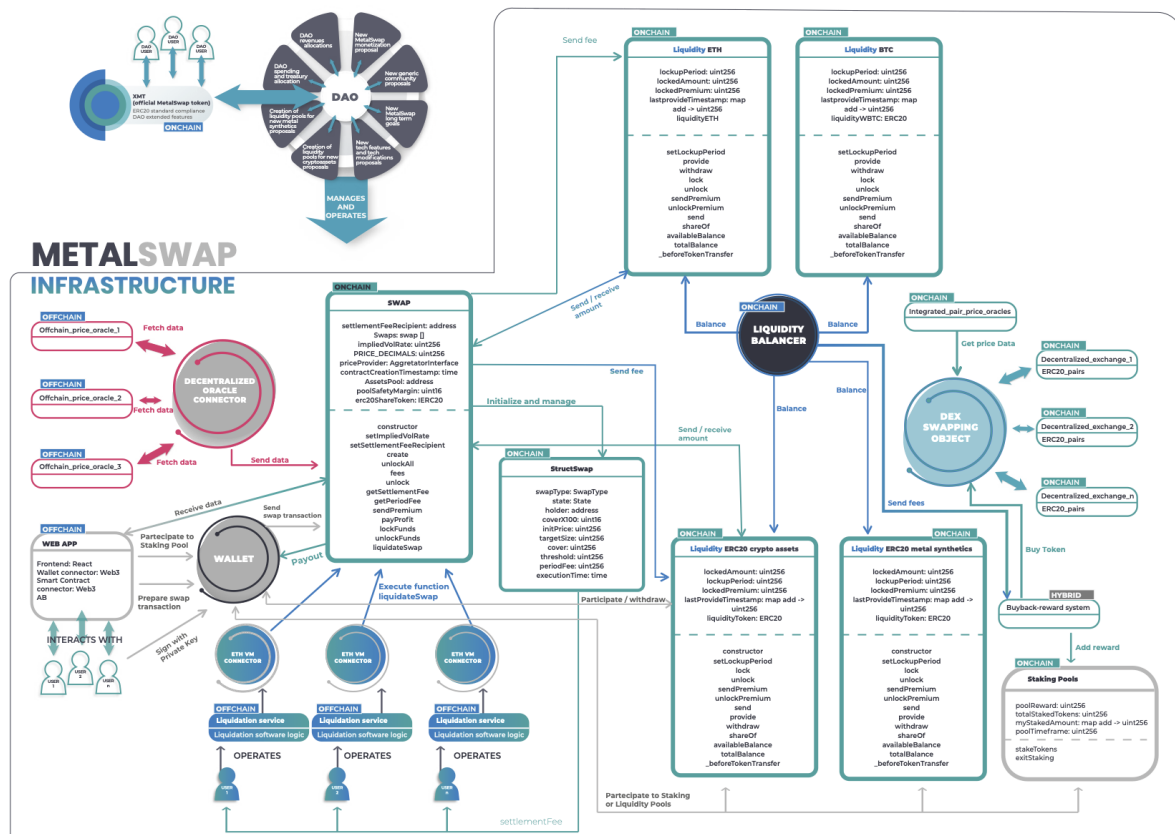 DAO USER
DAO USER
DAO USER
XMT
(official MetalSwap token)
ERC20 standard compliance
DAO extended features
ONCHAIN
DAO
DAO
revenues
allocations
New
MetalSwap
monetization
proposal
DAO
spending
and treasury
allocation
New generic
community
proposals
Creation of
liquidity pools
for new metal
synthetics
proposals
New
MetalSwap
long term
goals
Creation of
liquidity
pools for new
cryptoassets
proposals
New
tech features
and tech
modifications
proposals
MANAGES
AND
OPERATES
METALSWAP
INFRASTRUCTURE
OFFCHAIN
Offchain_price_oracle_1
OFFCHAIN
Offchain_price_oracle_2
OFFCHAIN
Offchain_price_oracle_3
Fetch data
Fetch data
Fetch data
DECENTRALIZED
ORACLE
CONNECTOR
Send data
Receive data
ONCHAIN
SWAP
settlementFeeRecipient: address
Swaps: swap []
impliedVolRate: uint256
PRICE_DECIMALS: uint256
priceProvider: AggretatorInterface
contractCreationTimestamp: time
AssetsPool: address
poolSafetyMargin: uint16
erc20ShareToken: IERC20
constructor
setImpliedVolRate
setSettlementFeeRecipient
create
unlockAll
fees
unlock
getSettlementFee
getPeriodFee
sendPremium
payProfit
lockFunds
unlockFunds
liquidateSwap
OFFCHAIN
WEB APP
Frontend: React
Wallet connector: Web3
Smart Contract
connector: Web3
AB
INTERACTS WITH
USER 1
USER 2
USER n
Partecipate to
Staking Pool
Prepare swap
transaction
Sign with
Private Key
WALLET
Send
swap transaction
Payout
Execute function
liquidateSwap
ETH VM
CONNECTOR
ETH VM
CONNECTOR
ETH VM
CONNECTOR
OFFCHAIN
Liquidation service
Liquidation software logic
OFFCHAIN
Liquidation service
Liquidation software logic
OFFCHAIN
Liquidation service
Liquidation software logic
OPERATES
OPERATES
OPERATES
USER 1
USER 2
USER n
settlementFee
Send fee
ONCHAIN
Liquidity ETH
lockupPeriod: uint256
lockedAmount: uint256
lockedPremium: uint256
lastprovideTimestamp: map
add -> uint256
liquidityETH
setLockupPeriod
provide
withdraw
lock
unlock
sendPremium
unlockPremium
send
shareOf
availableBalance
totalBalance
_beforeTokenTransfer
ONCHAIN
Liquidity BTC
lockupPeriod: uint256
lockedAmount: uint256
lockedPremium: uint256
lastprovideTimestamp: map
add -> uint256
liquidityWBTC: ERC20
setLockupPeriod
provide
withdraw
lock
unlock
sendPremium
unlockPremium
send
shareOf
availableBalance
totalBalance
_beforeTokenTransfer
Send / receive
amount
Balance
ONCHAIN
LIQUIDITY
BALANCER
Balance
Balance
Balance
Send fee
Initialize and manage
Send / receive
amount
ONCHAIN
StructSwap
swapType: SwapType
state: State
holder: address
coverX100: uint16
initPrice: uint256
targetSize: uint256
cover: uint256
threshold: uint256
periodFee: uint256
executionTime: time
Participate / withdraw
ONCHAIN
Liquidity ERC20 crypto assets
lockedAmount: uint256
lockupPeriod: uint256
lockedPremium: uint256
lastProvideTimestamp: map add ->
uint256
liquidityToken: ERC20
constructor
setLockupPeriod
lock
unlock
sendPremium
unlockPremium
send
provide
withdraw
shareOf
availableBalance
totalBalance
_beforeTokenTransfer
ONCHAIN
Liquidity ERC20 metal synthetics
lockedAmount: uint256
lockupPeriod: uint256
lockedPremium: uint256
lastProvideTimestamp: map add ->
uint256
liquidityToken: ERC20
constructor
setLockupPeriod
lock
unlock
sendPremium
unlockPremium
send
provide
withdraw
shareOf
availableBalance
totalBalance
_beforeTokenTransfer
Partecipate to Staking
or Liquidity Pools
ONCHAIN
Integrated_pair_price_oracles
Get price Data
DEX
SWAPPING
OBJECT
ONCHAIN
Decentralized_exchange_1
ERC20_pairs
ONCHAIN
Decentralized_exchange_2
ERC20_pairs
ONCHAIN
Decentralized_exchange_n
ERC20_pairs
Send fees
Buy Token
HYBRID
Buyback-reward system
Add reward
ONCHAIN
Staking Pools
poolReward: uint256
totalStakedTokens: uint256
myStakedAmount: map add -> uint256
poolTimeframe: uint256
stakeTokens
exitStaking